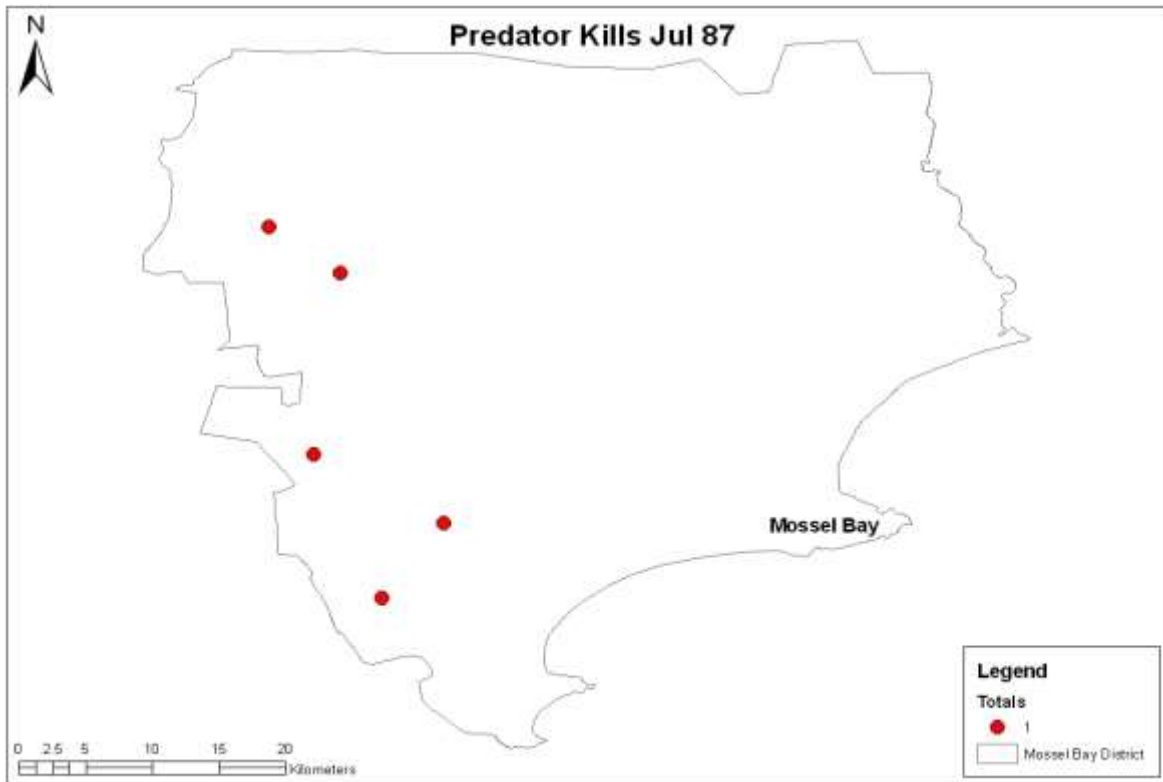 N
Predator Kills Jul 87
Mossel Bay
Legend
Totals
1
Mossel Bay District
0 2.5 5 10 15 20
Kilometers